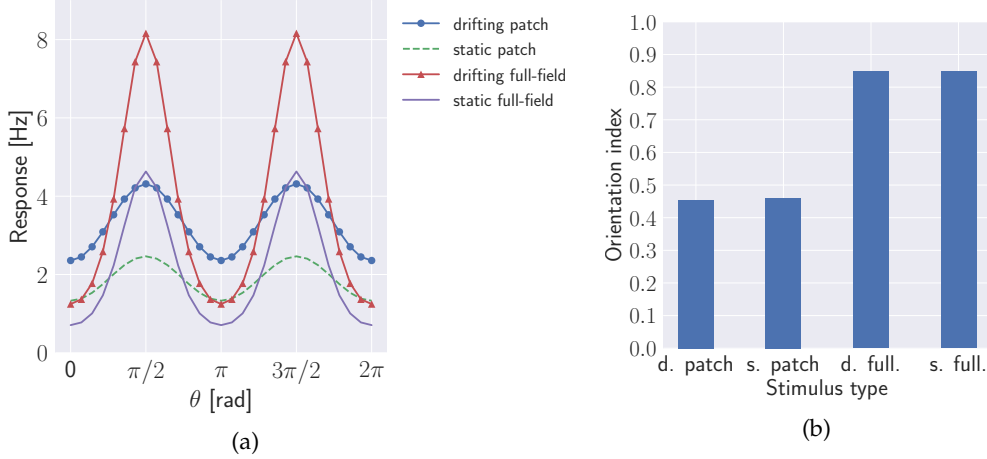 8
6
4
2
0
Response [Hz]
0
π/2
π
3π/2
2π
θ [rad]
drifting patch
static patch
drifting full-field
static full-field
(a)
1.0
0.9
0.8
0.7
0.6
0.5
0.4
0.3
0.2
0.1
0.0
Orientation index
d. patch
s. patch
d. full.
s. full.
Stimulus type
(b)